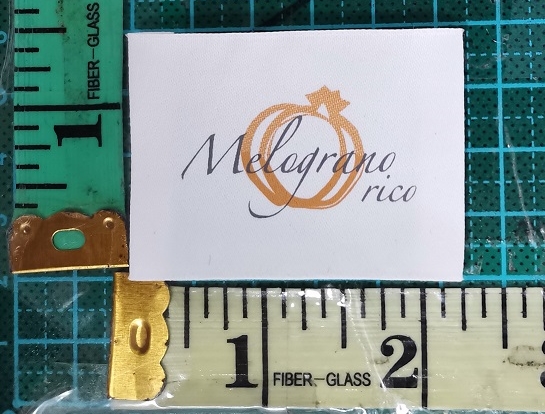 FIBER-GLASS
1
Melograno
rico
1
FIBER-GLASS
2